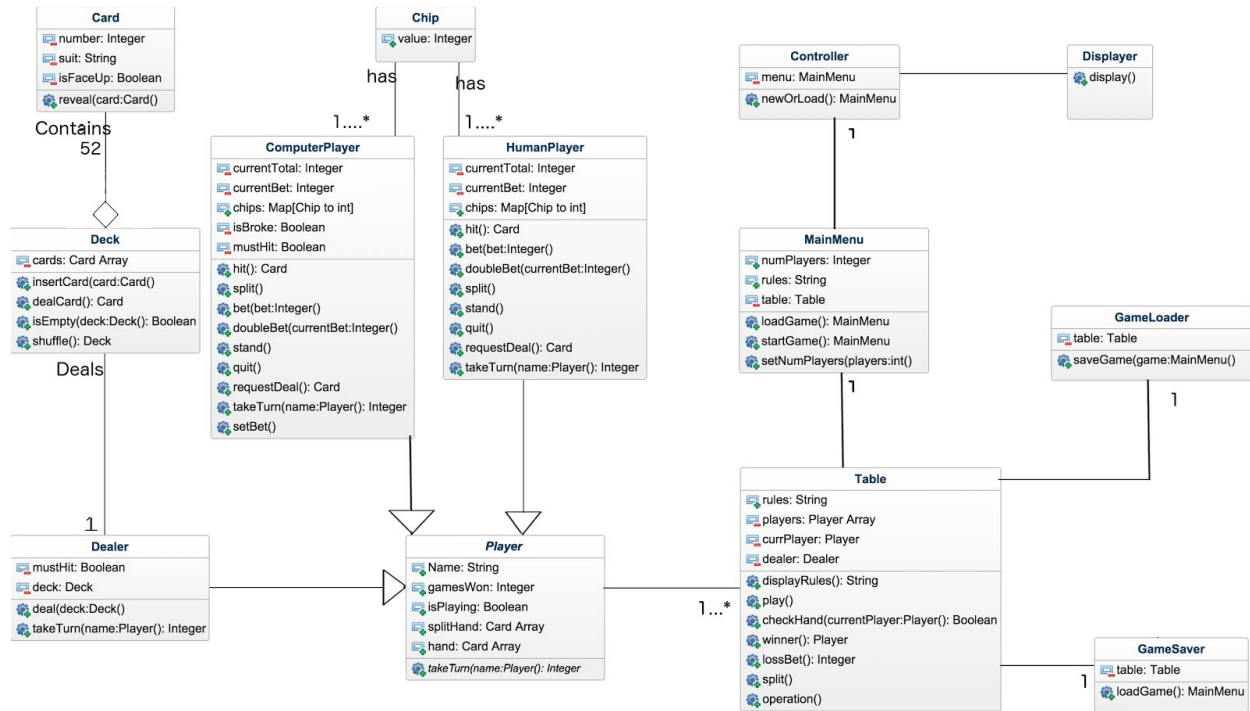 Card
number: Integer
suit: String
isFaceUp: Boolean
reveal(card:Card()
Contains
52
Deck
cards: Card Array
insertCard(card:Card()
dealCard(): Card
isEmpty(deck:Deck(): Boolean
shuffle(): Deck
Deals
1
Dealer
mustHit: Boolean
deck: Deck
deal(deck:Deck()
takeTurn(name:Player(): Integer
Chip
value: Integer
has
has
1....*
1....*
ComputerPlayer
currentTotal: Integer
currentBet: Integer
chips: Map[Chip to int]
isBroke: Boolean
mustHit: Boolean
hit(): Card
split()
bet(bet:Integer()
doubleBet(currentBet:Integer()
stand()
quit()
requestDeal(): Card
takeTurn(name:Player(): Integer
setBet()
HumanPlayer
currentTotal: Integer
currentBet: Integer
chips: Map[Chip to int]
hit(): Card
bet(bet:Integer()
doubleBet(currentBet:Integer()
split()
stand()
quit()
requestDeal(): Card
takeTurn(name:Player(): Integer
Player
Name: String
gamesWon: Integer
isPlaying: Boolean
splitHand: Card Array
hand: Card Array
takeTurn(name:Player(): Integer
1...*
Controller
menu: MainMenu
newOrLoad(): MainMenu
1
Displayer
display()
MainMenu
numPlayers: Integer
rules: String
table: Table
loadGame(): MainMenu
startGame(): MainMenu
setNumPlayers(players:int()
1
GameLoader
table: Table
saveGame(game:MainMenu()
1
Table
rules: String
players: Player Array
currPlayer: Player
dealer: Dealer
displayRules(): String
play()
checkHand(currentPlayer:Player(): Boolean
winner(): Player
lossBet(): Integer
split()
operation()
1
GameSaver
table: Table
loadGame(): MainMenu